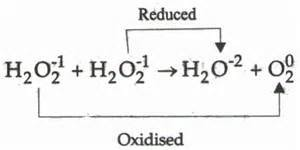 Reduced
H₂O₂⁻¹ + H₂O₂⁻¹ → H₂O⁻² + O₂⁰
Oxidised